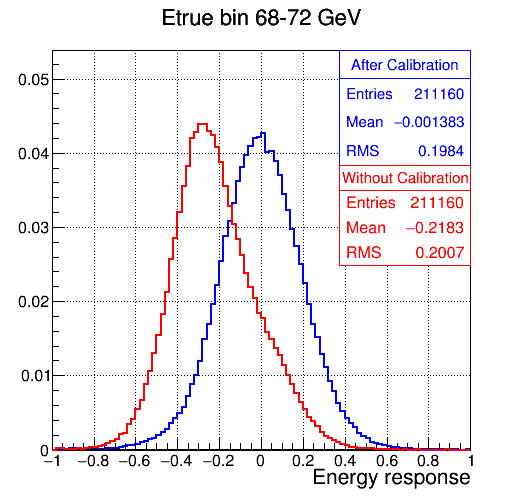 Etrue bin 68-72 GeV
After Calibration
Entries 211160
Mean −0.001383
RMS 0.1984
Without Calibration
Entries 211160
Mean −0.2183
RMS 0.2007
0.05
0.04
0.03
0.02
0.01
0
−1 −0.8 −0.6 −0.4 −0.2 0 0.2 0.4 0.6 0.8 1
Energy response